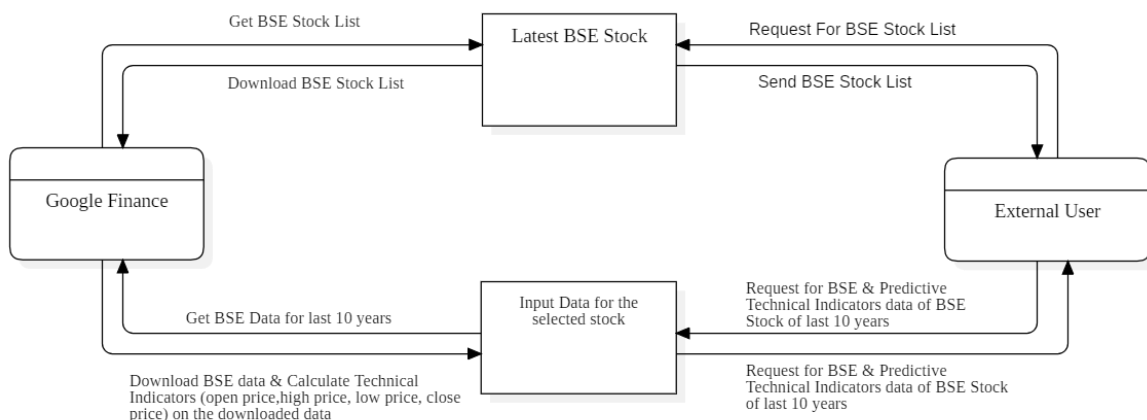 Get BSE Stock List
Latest BSE Stock
Request For BSE Stock List
Download BSE Stock List
Send BSE Stock List
Google Finance
External User
Get BSE Data for last 10 years
Input Data for the
selected stock
Request for BSE & Predictive
Technical Indicators data of BSE
Stock of last 10 years
Download BSE data & Calculate Technical
Indicators (open price,high price, low price, close
price) on the downloaded data
Request for BSE & Predictive
Technical Indicators data of BSE Stock
of last 10 years